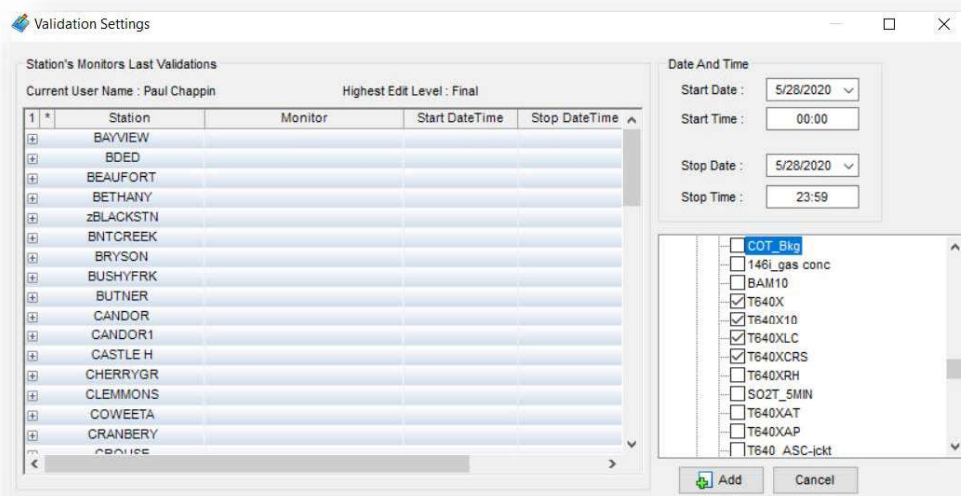 Validation Settings
Station's Monitors Last Validations
Current User Name : Paul Chappin
Highest Edit Level : Final
1 * Station Monitor Start DateTime Stop DateTime
BAYVIEW
BDED
BEAUFORT
BETHANY
zBLACKSTN
BNTCREEK
BRYSON
BUSHYFRK
BUTNER
CANDOR
CANDOR1
CASTLE H
CHERRYGR
CLEMMONS
COWEETA
CRANBERY
CROUSE
Date And Time
Start Date : 5/28/2020
Start Time : 00:00
Stop Date : 5/28/2020
Stop Time : 23:59
COT_Bkg
146i_gas conc
BAM10
T640X
T640X10
T640XLC
T640XCRS
T640XRH
SO2T_5MIN
T640XAT
T640XAP
T640_ASC-jckt
Add
Cancel